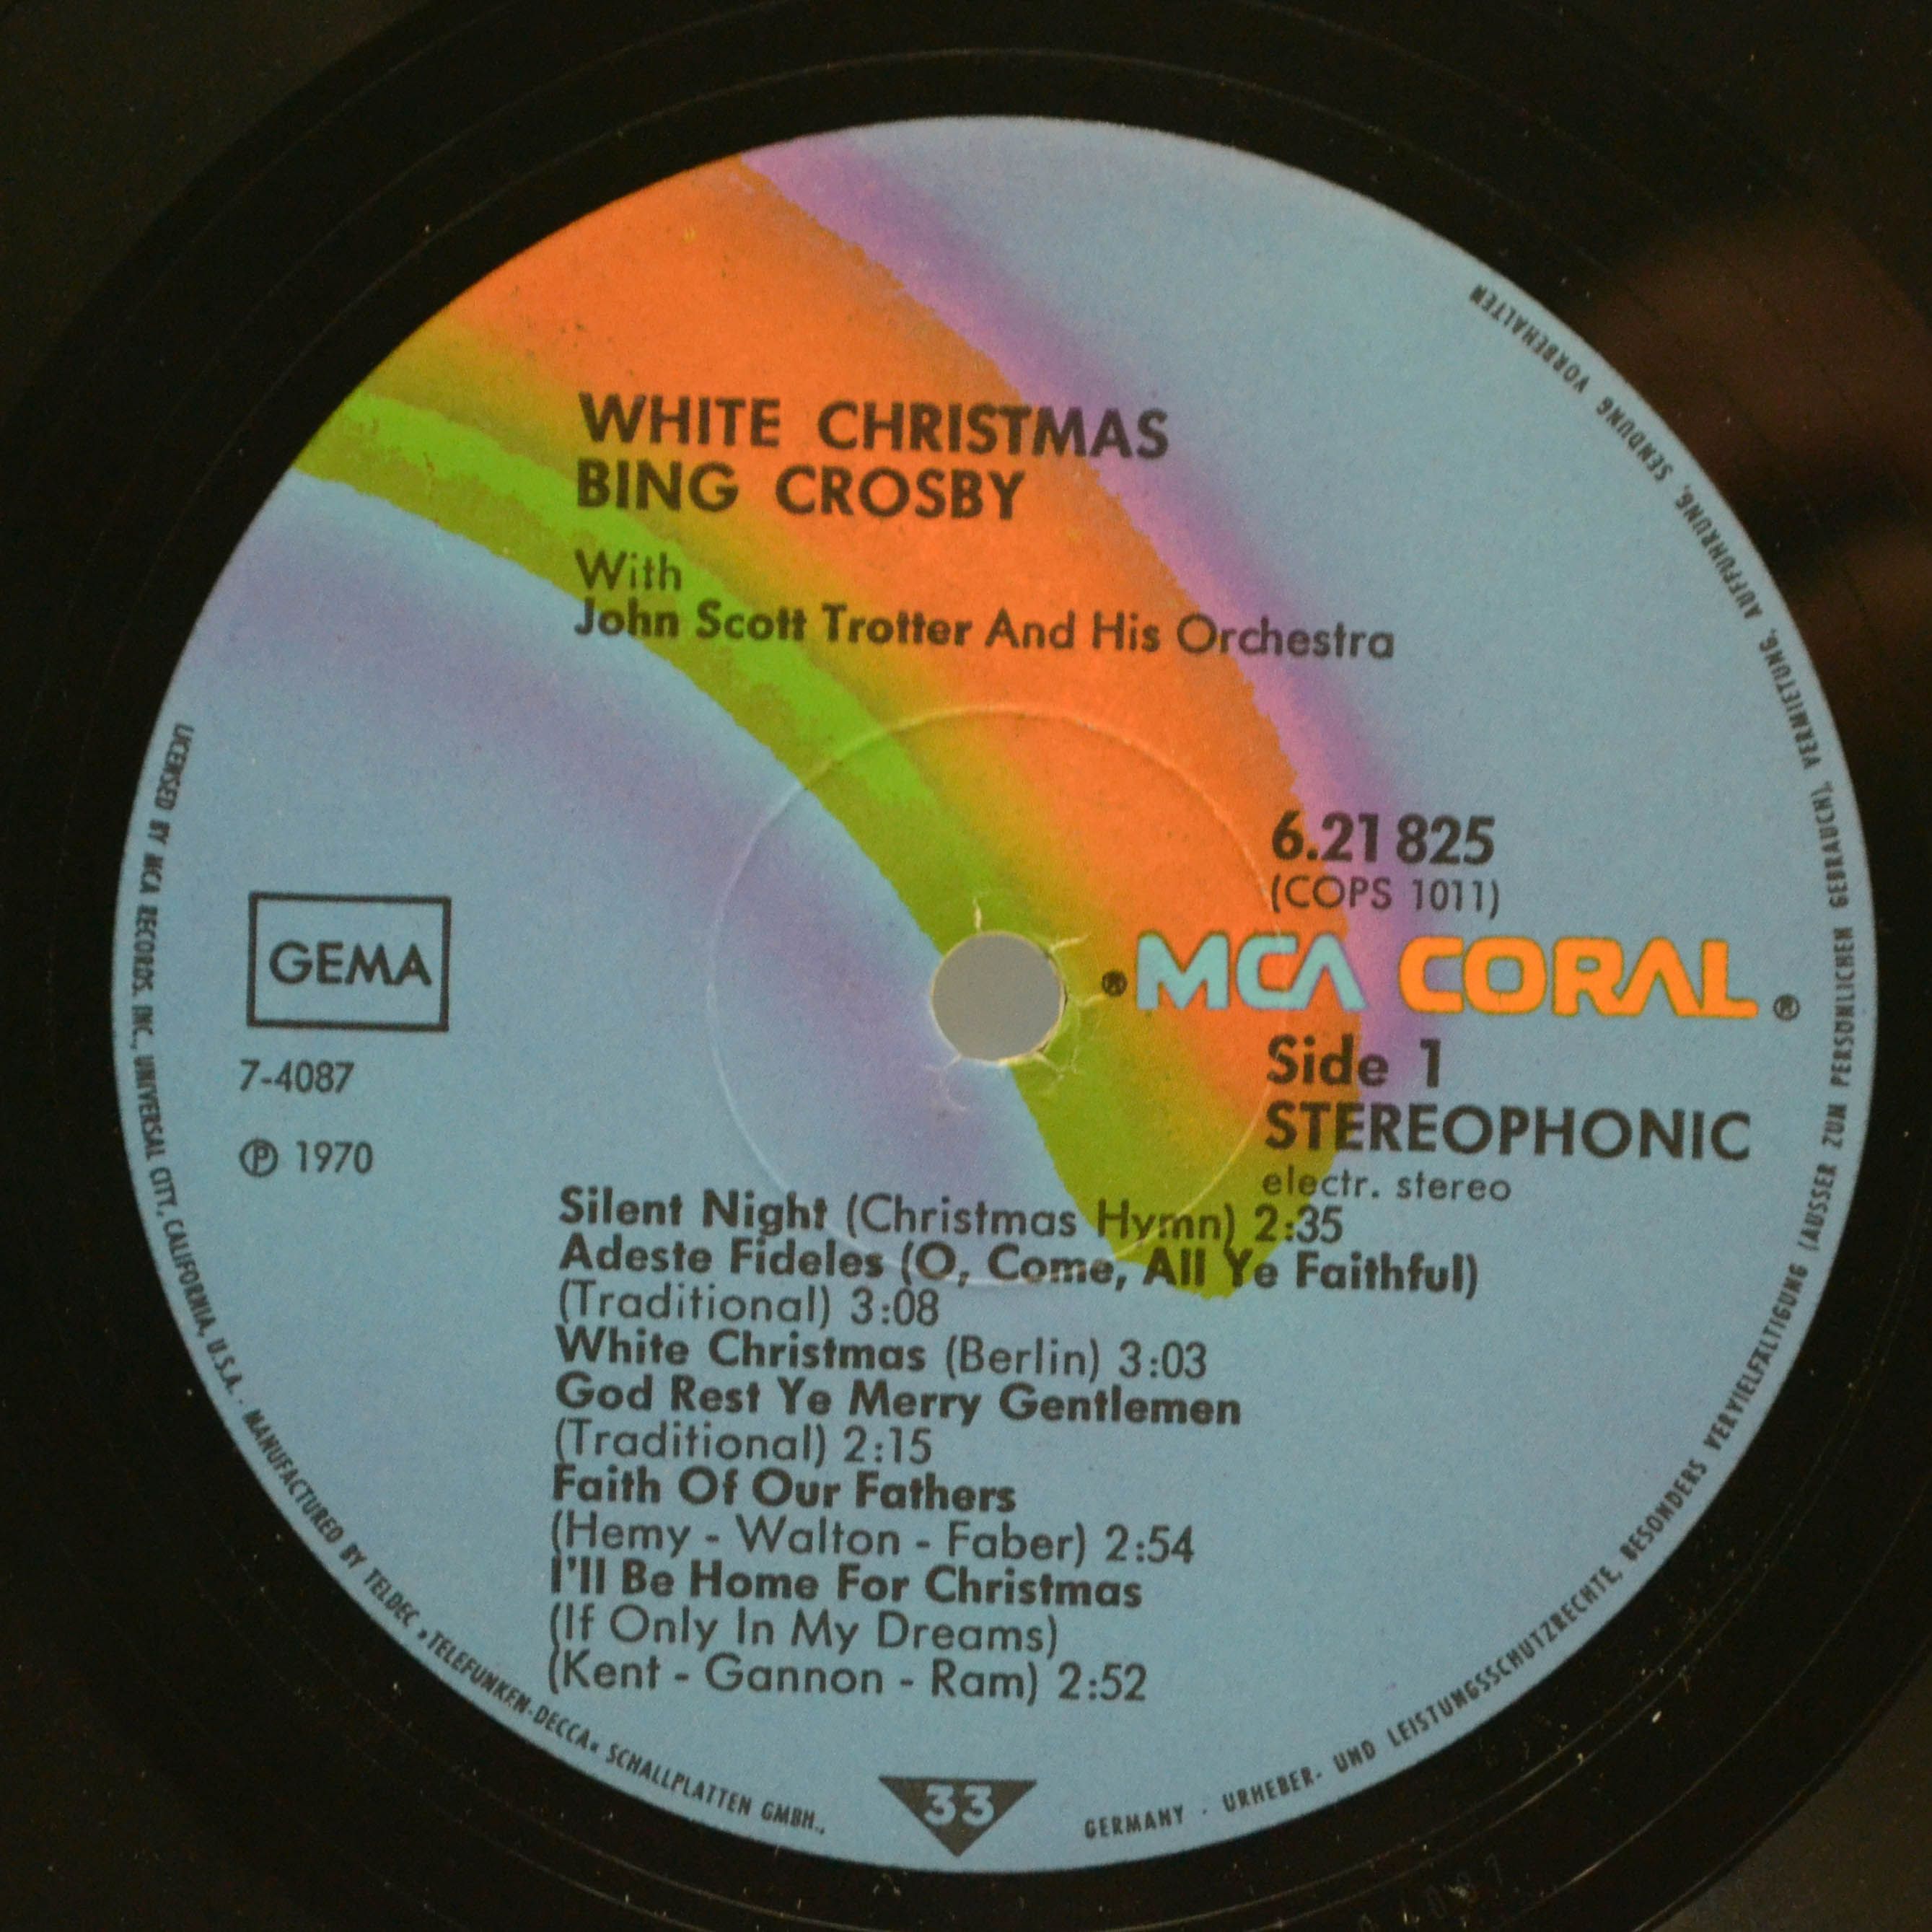 WHITE CHRISTMAS
BING CROSBY
With
John Scott Trotter And His Orchestra
6.21825
(COPS 1011)
® MCA CORAL ®
Side 1
STEREOPHONIC
electr. stereo
GEMA
7-4087
Ⓟ 1970
Silent Night (Christmas Hymn) 2:35
Adeste Fideles (O, Come, All Ye Faithful)
(Traditional) 3:08
White Christmas (Berlin) 3:03
God Rest Ye Merry Gentlemen
(Traditional) 2:15
Faith Of Our Fathers
(Hemy - Walton - Faber) 2:54
I'll Be Home For Christmas
(If Only In My Dreams)
(Kent - Gannon - Ram) 2:52
33
LICENSED BY MCA RECORDS, INC., UNIVERSAL CITY, CALIFORNIA, U.S.A. · MANUFACTURED BY TELDEC »TELEFUNKEN-DECCA« SCHALLPLATTEN GMBH., GERMANY · URHEBER- UND LEISTUNGSSCHUTZRECHTE, BESONDERS VERVIELFÄLTIGUNG (AUSSER ZUM PERSÖNLICHEN GEBRAUCH), VERMIETUNG, AUFFÜHRUNG, SENDUNG VORBEHALTEN